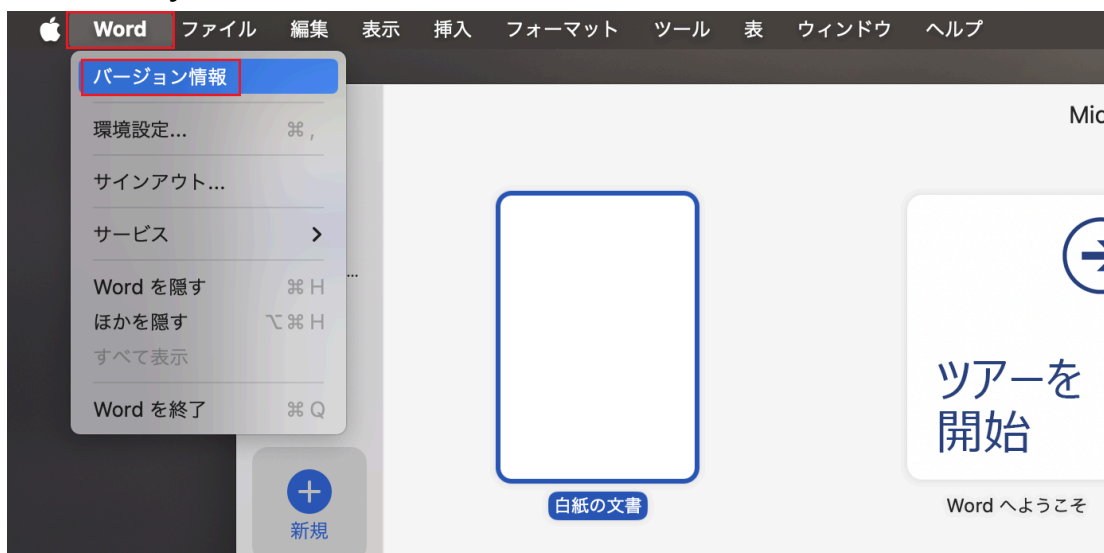 Word ファイル 編集 表示 挿入 フォーマット ツール 表 ウィンドウ ヘルプ
バージョン情報
環境設定... ⌘ ,
サインアウト...
サービス
Word を隠す ⌘ H
ほかを隠す ⌥ ⌘ H
すべて表示
Word を終了 ⌘ Q
...
新規
Mic
白紙の文書
ツアーを
開始
Word へようこそ